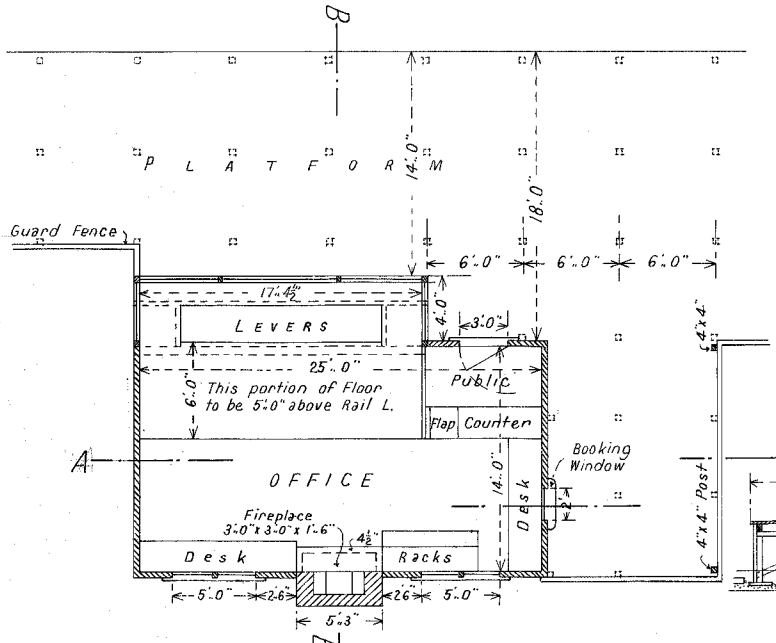 B
PLATFORM
14'.0"
18'.0"
Guard Fence
6'.0" 6'.0" 6'.0"
17'.4½"
4'.0"
3'.0"
LEVERS
4"x4"
25'.0"
Public
6'.0"
This portion of Floor
to be 5'.0" above Rail L.
Flap Counter
A
OFFICE
14'.0"
Desk
Booking
Window
2'
4"x4" Post
Fireplace
3'.0"x3'.0"x1'.6"
4½"
Desk
Racks
5'.0" 2'.6" 2'.6" 5'.0"
5'.3"